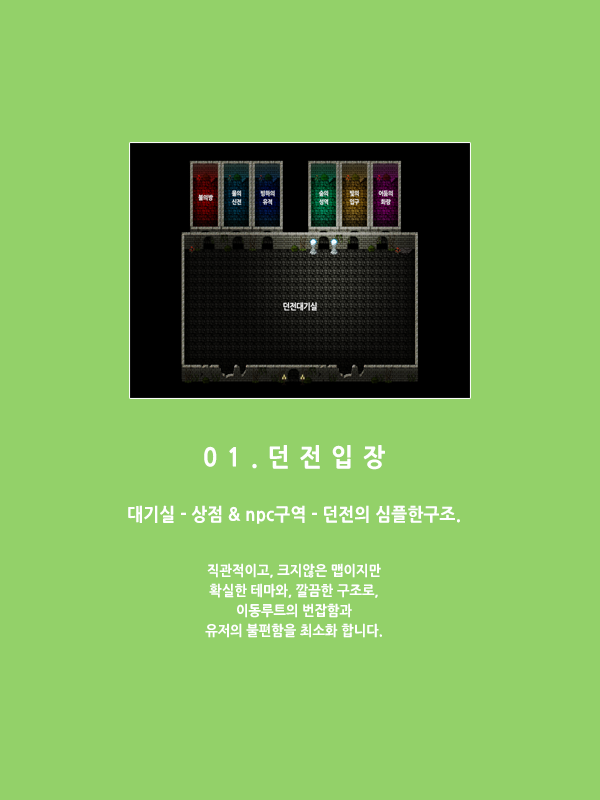 불의방
물의
신전
빙하의
유적
숲의
성역
빛의
입구
어둠의
화랑
던전대기실
01.던전입장
대기실 - 상점 & npc구역 - 던전의 심플한구조.
직관적이고, 크지않은 맵이지만
확실한 테마와, 깔끔한 구조로,
이동루트의 번잡함과
유저의 불편함을 최소화 합니다.